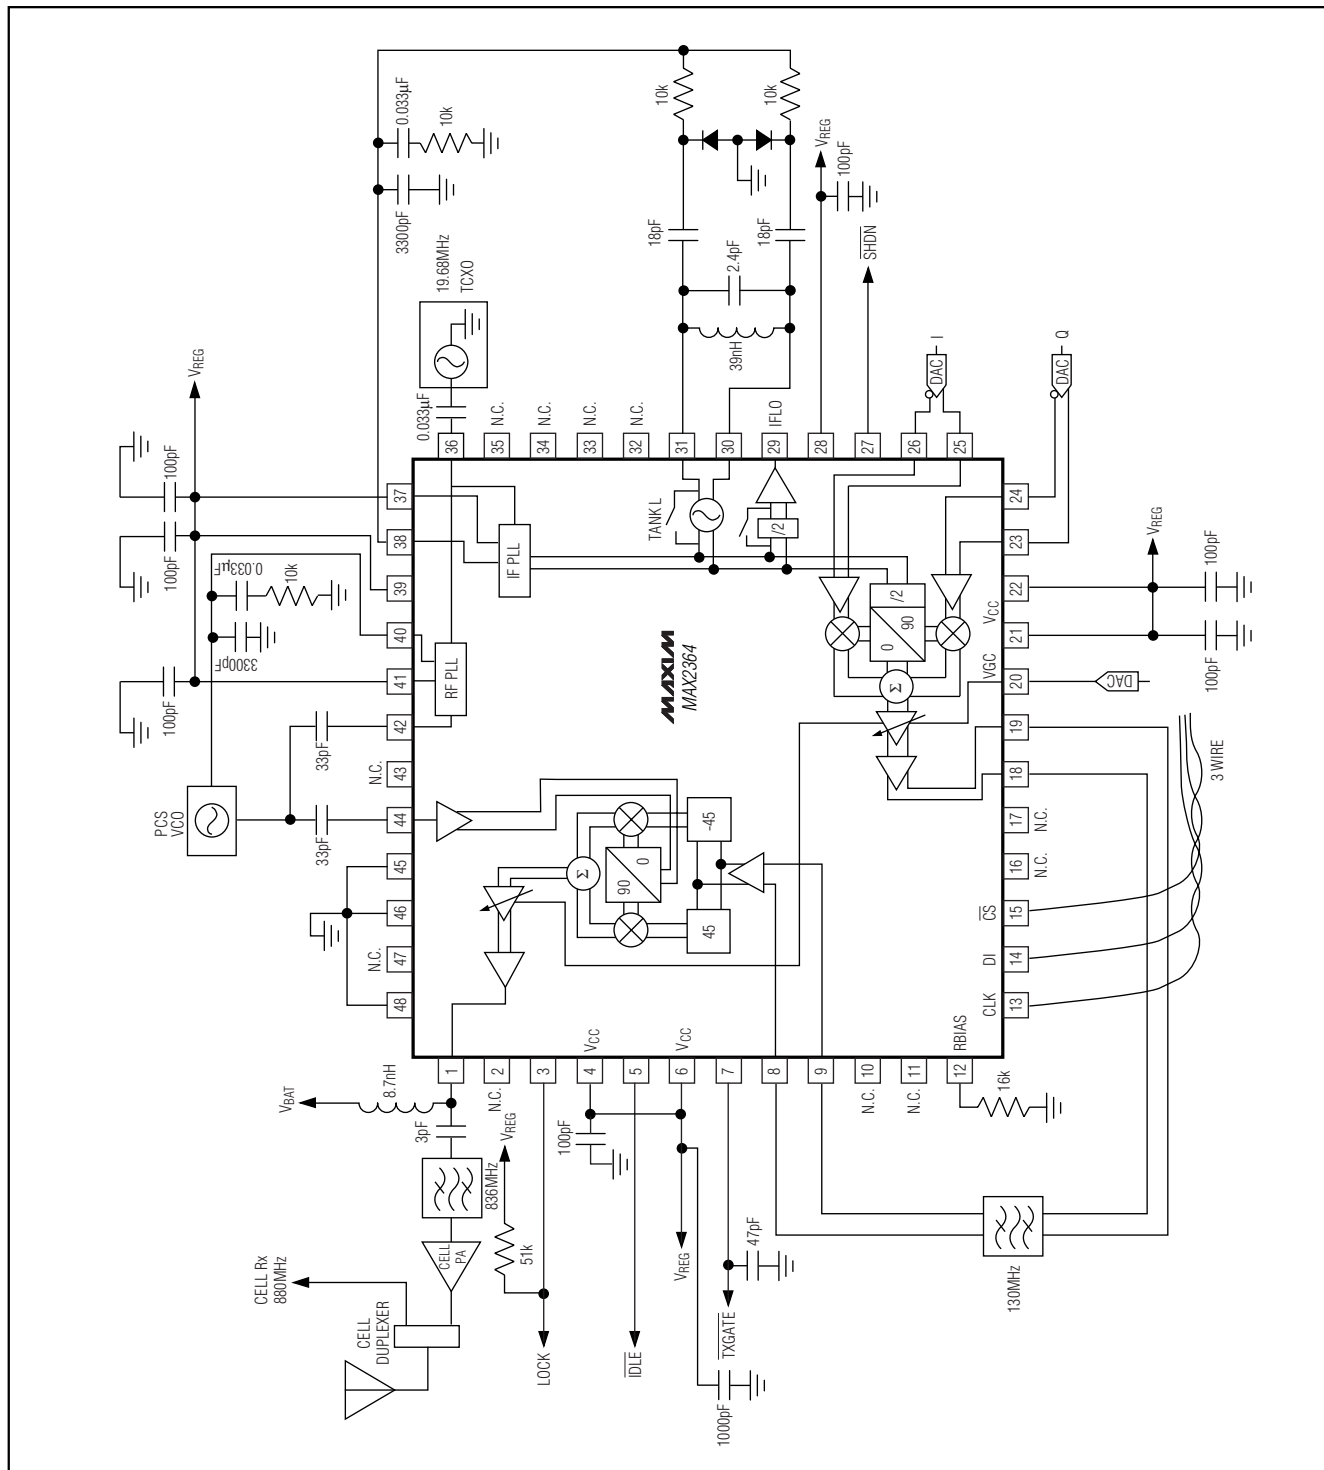 0.033μF
10k
3300pF
19.68MHz
TCXO
0.033μF
VREG
100pF
100pF
0.033μF
10k
3300pF
100pF
33pF
33pF
PCS
VCO
10k
10k
18pF
18pF
2.4pF
39nH
VREG
100pF
SHDN
DAC
I
DAC
Q
36
35
N.C.
34
N.C.
33
N.C.
32
N.C.
31
30
29
IFLO
28
27
26
25
37
38
39
40
41
42
43
N.C.
44
45
46
47
N.C.
48
24
23
22
VCC
21
VGC
20
19
18
17
N.C.
16
N.C.
15
CS
14
DI
13
CLK
TANK L
IF PLL
RF PLL
/2
/2
0
90
Σ
MAXIM
MAX2364
-45
45
90
0
Σ
VREG
100pF
100pF
DAC
3 WIRE
VCC
VCC
RBIAS
1
2
N.C.
3
4
5
6
7
8
9
10
N.C.
11
N.C.
12
16k
VBAT
8.7nH
3pF
836MHz
CELL
PA
CELL Rx
880MHz
CELL
DUPLEXER
VREG
51k
LOCK
100pF
IDLE
VREG
1000pF
TXGATE
47pF
130MHz